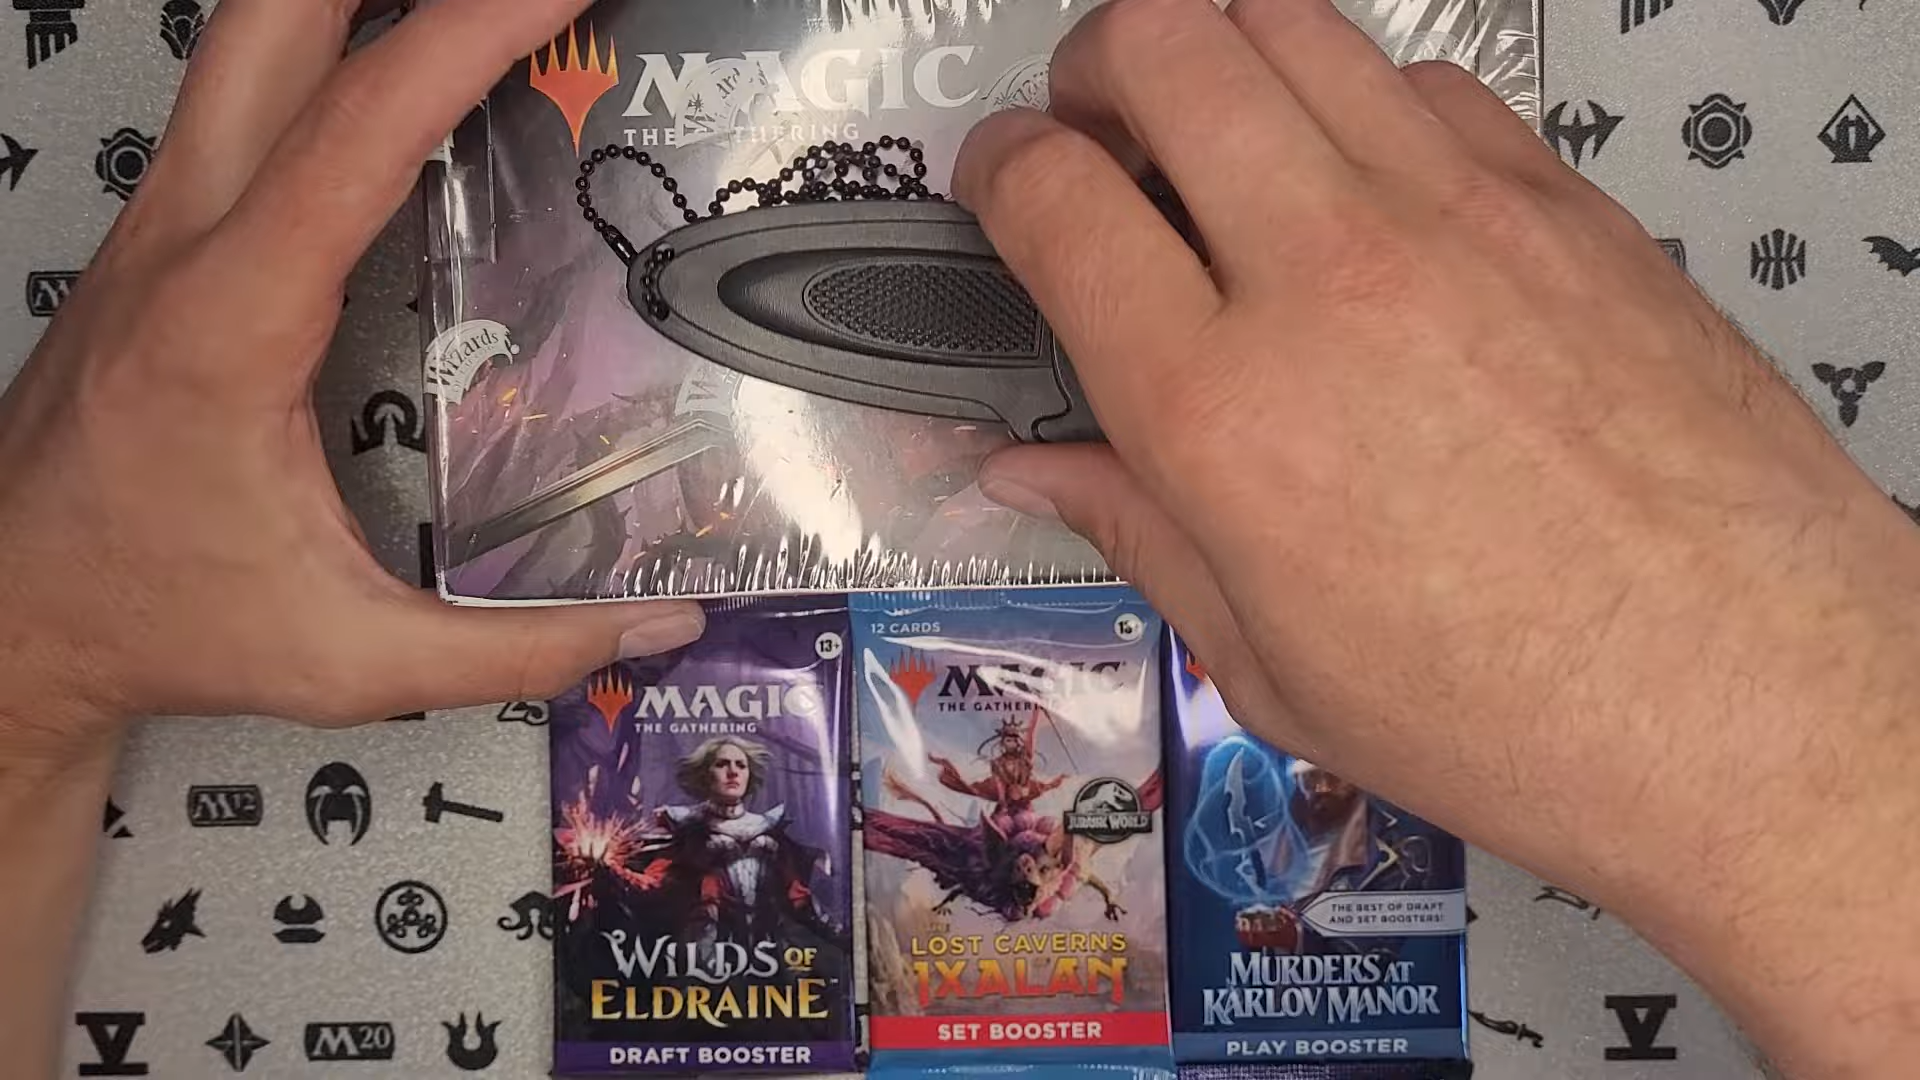 MAGIC
THE GATHERING
Wizards
13+
MAGIC
THE GATHERING
WILDS OF
ELDRAINE™
DRAFT BOOSTER
12 CARDS
13+
MAGIC
THE GATHERING
JURASSIC WORLD
LOST CAVERNS
IXALAN
SET BOOSTER
THE BEST OF DRAFT
AND SET BOOSTERS!
MURDERS AT
KARLOV MANOR
PLAY BOOSTER
M12
M20